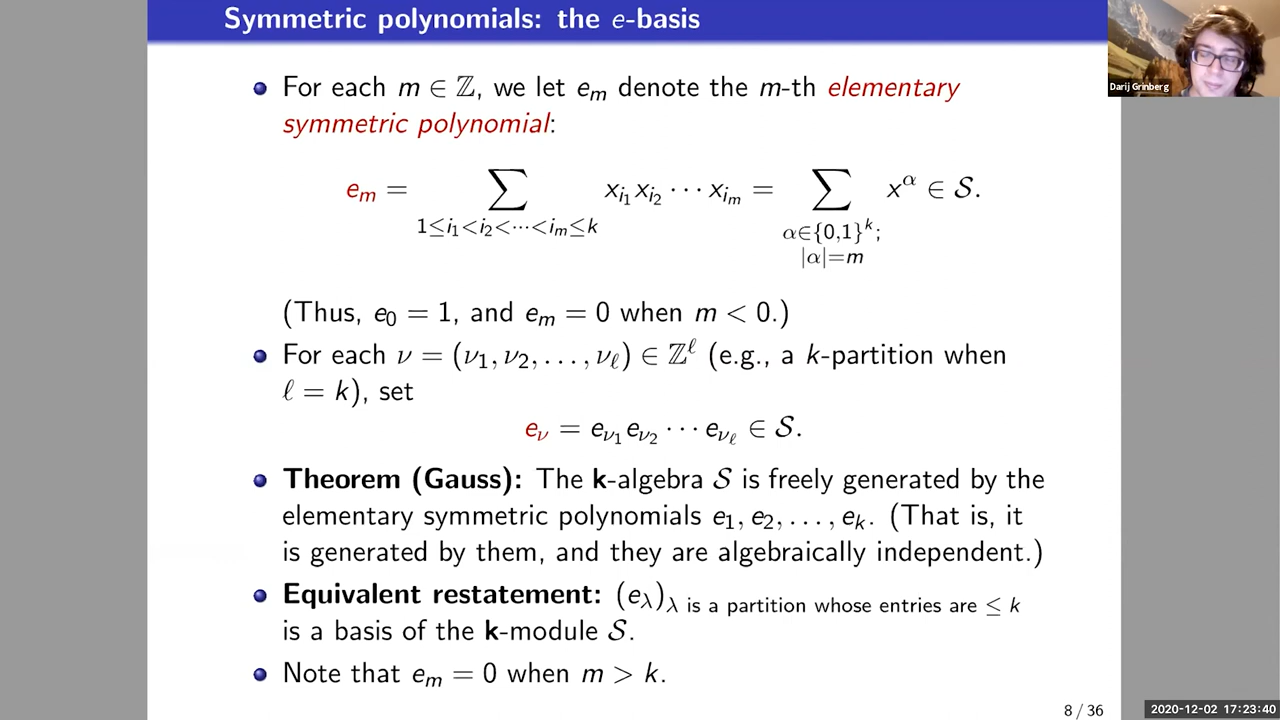 Symmetric polynomials: the e-basis
Darij Grinberg
For each m ∈ ℤ, we let e_m denote the m-th elementary
symmetric polynomial:
e_m = ∑_{1≤i_1<i_2<⋯<i_m≤k} x_{i_1} x_{i_2} ⋯ x_{i_m} = ∑_{α∈{0,1}^k; |α|=m} x^α ∈ 𝒮.
(Thus, e_0 = 1, and e_m = 0 when m < 0.)
For each ν = (ν_1, ν_2, …, ν_ℓ) ∈ ℤ^ℓ (e.g., a k-partition when
ℓ = k), set
e_ν = e_{ν_1} e_{ν_2} ⋯ e_{ν_ℓ} ∈ 𝒮.
Theorem (Gauss): The k-algebra 𝒮 is freely generated by the
elementary symmetric polynomials e_1, e_2, …, e_k. (That is, it
is generated by them, and they are algebraically independent.)
Equivalent restatement: (e_λ)_{λ is a partition whose entries are ≤ k}
is a basis of the k-module 𝒮.
Note that e_m = 0 when m > k.
8 / 36
2020-12-02 17:23:40